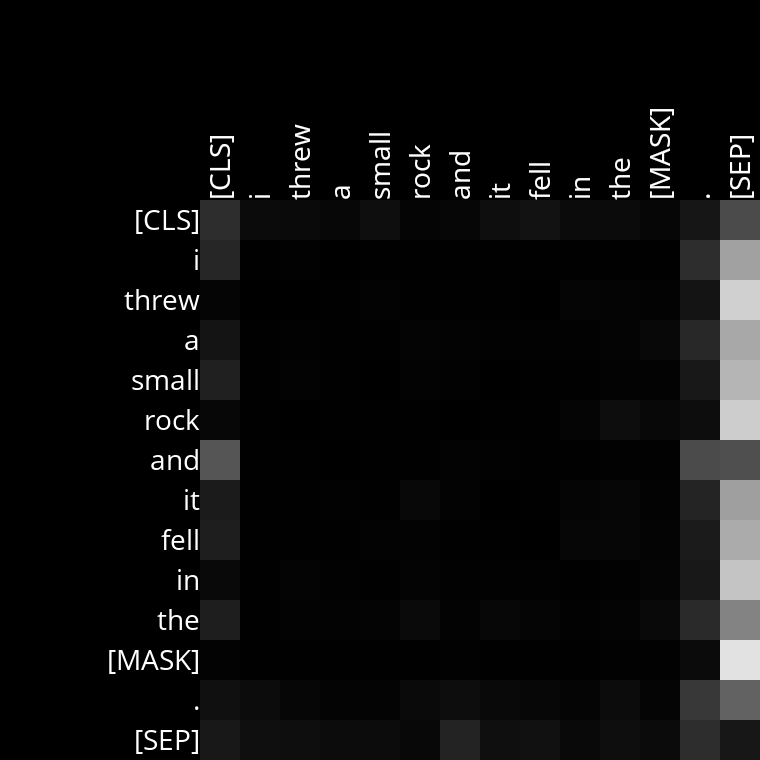 [CLS] i threw a small rock and it fell in the [MASK] . [SEP]
[CLS]
i
threw
a
small
rock
and
it
fell
in
the
[MASK]
.
[SEP]